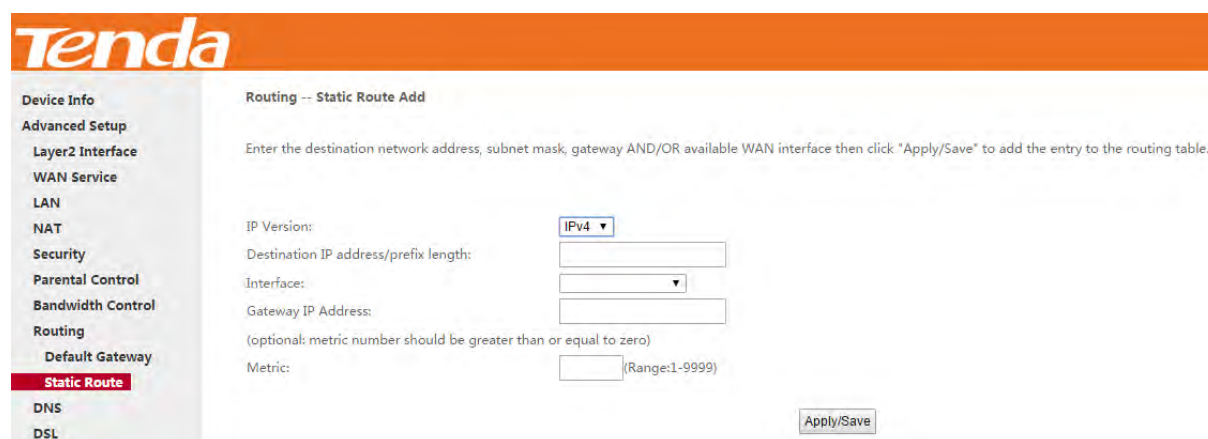 Tenda
Device Info
Advanced Setup
Layer2 Interface
WAN Service
LAN
NAT
Security
Parental Control
Bandwidth Control
Routing
Default Gateway
Static Route
DNS
DSL
Routing -- Static Route Add
Enter the destination network address, subnet mask, gateway AND/OR available WAN interface then click "Apply/Save" to add the entry to the routing table.
IP Version: IPv4
Destination IP address/prefix length:
Interface:
Gateway IP Address:
(optional: metric number should be greater than or equal to zero)
Metric: (Range:1-9999)
Apply/Save